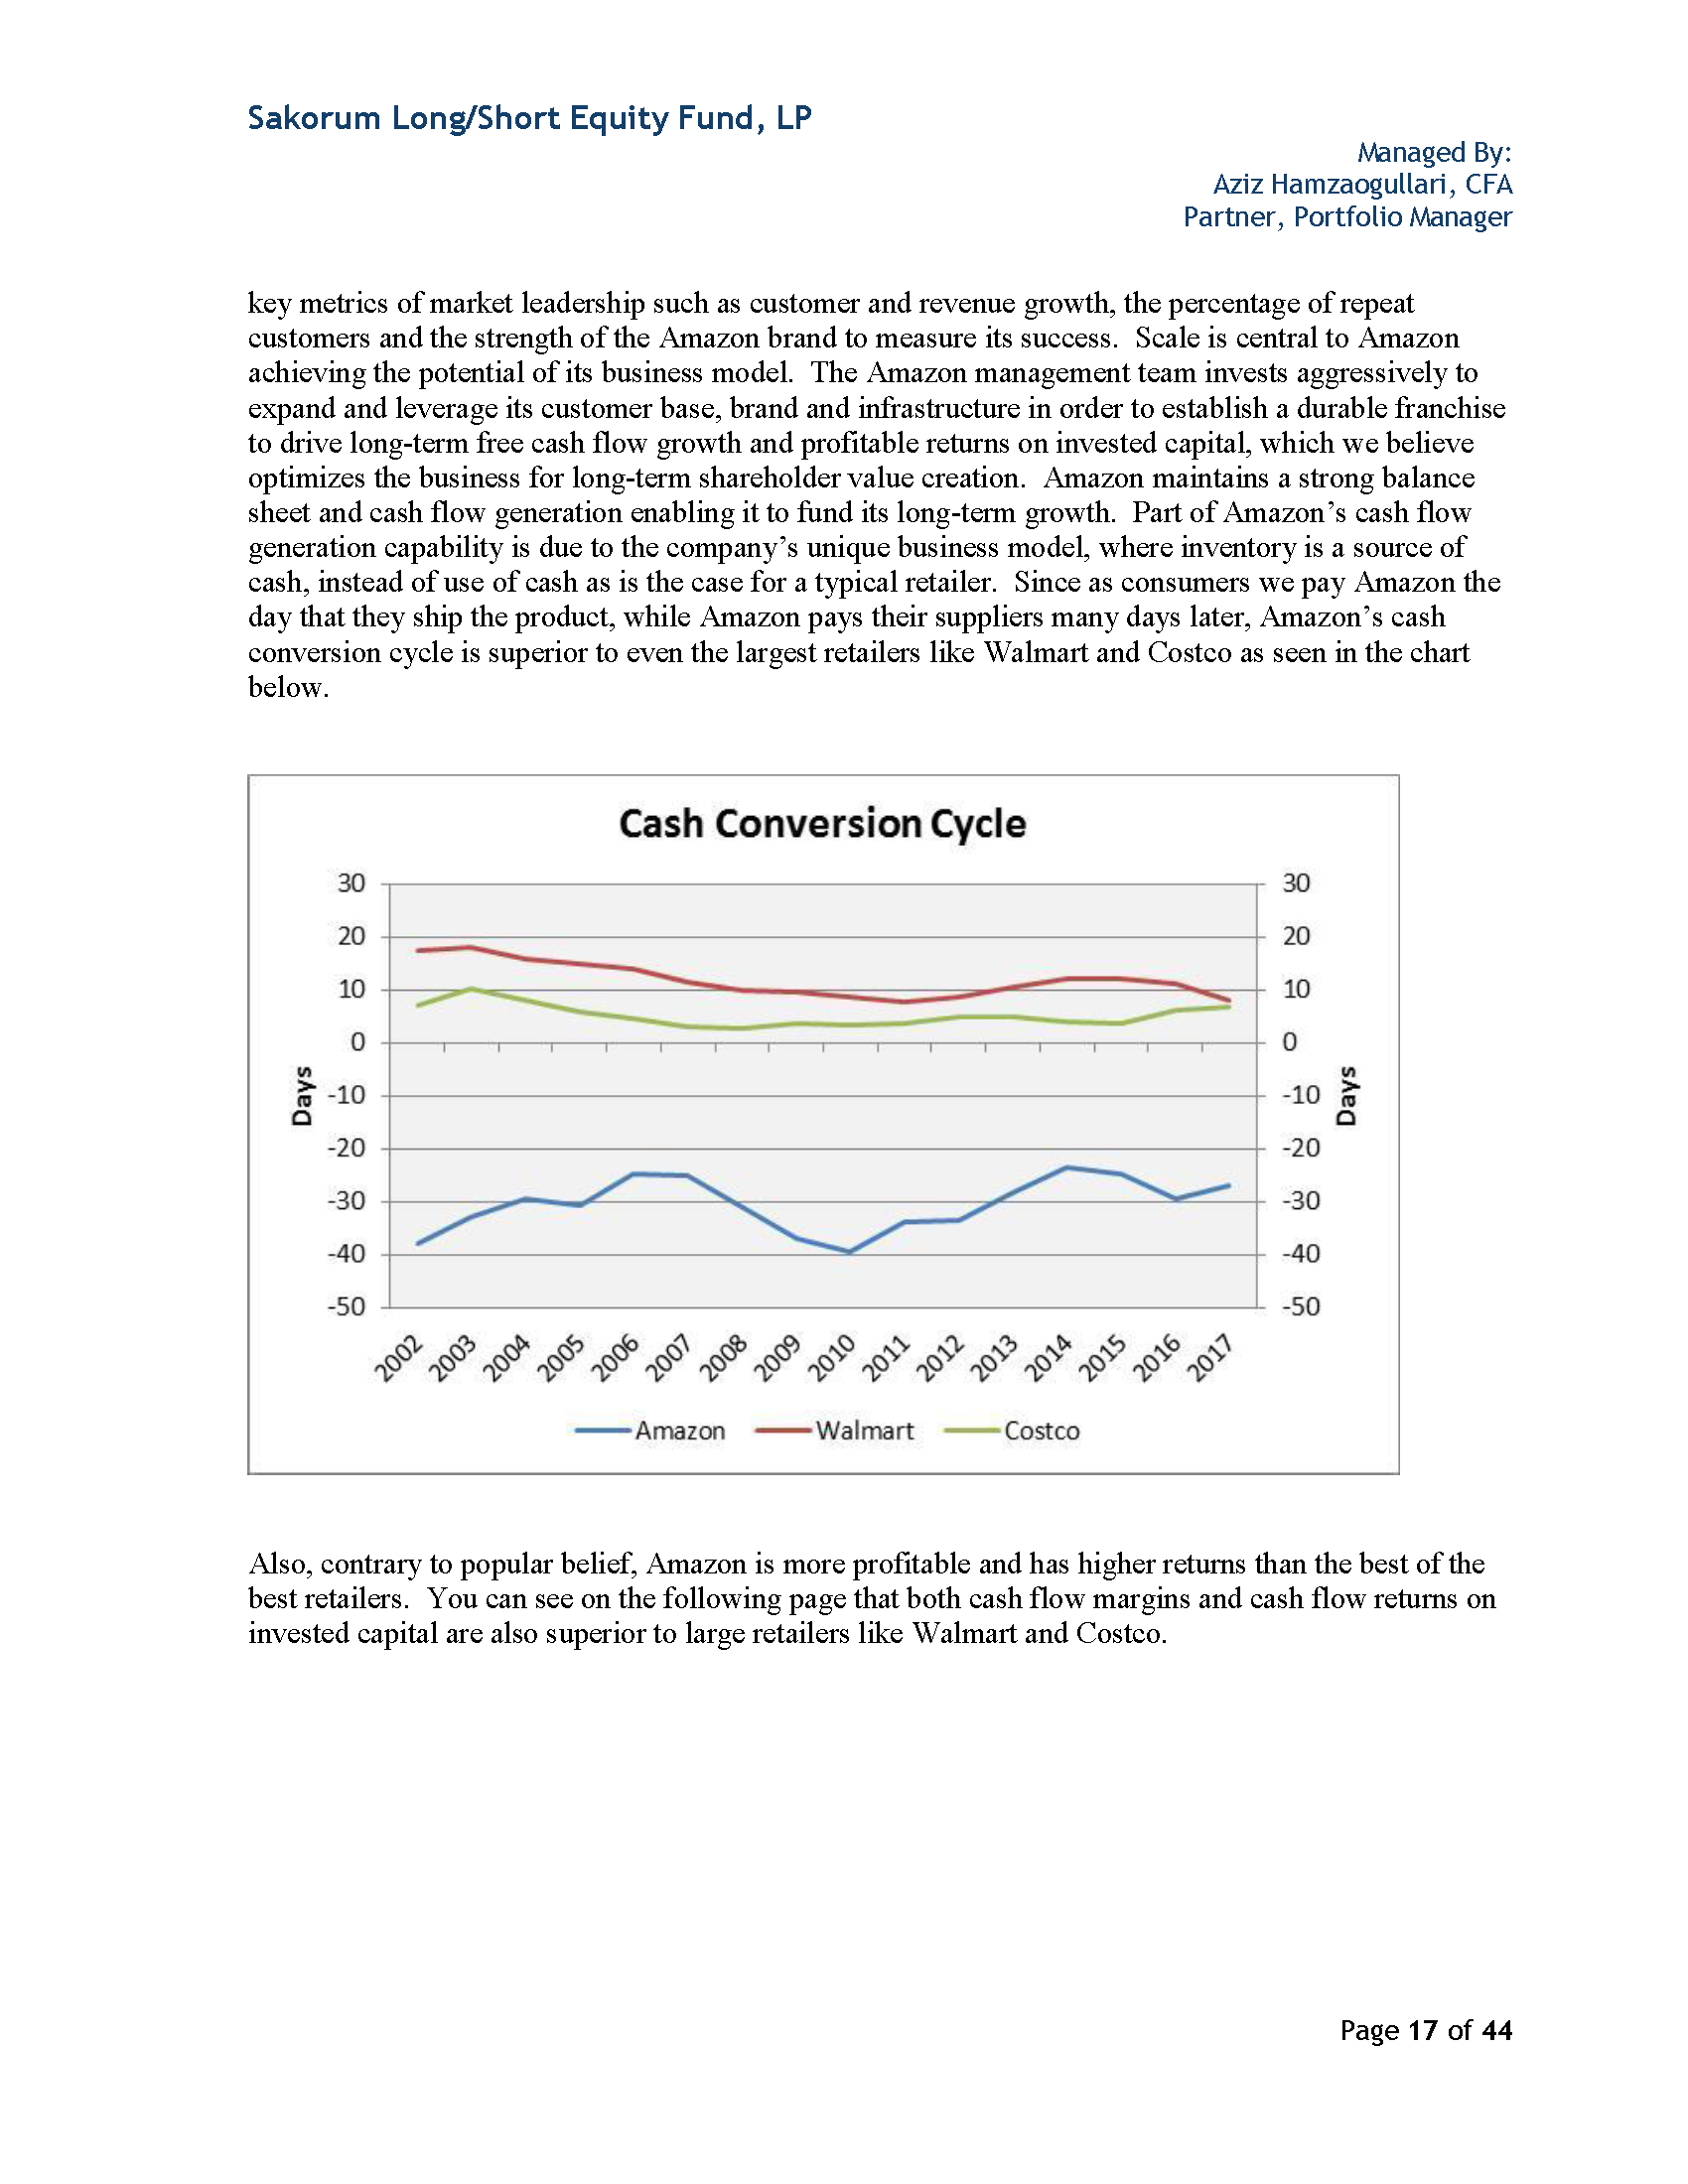 Sakorum Long/Short Equity Fund, LP
Managed By:
Aziz Hamzaogullari, CFA
Partner, Portfolio Manager
key metrics of market leadership such as customer and revenue growth, the percentage of repeat
customers and the strength of the Amazon brand to measure its success.  Scale is central to Amazon
achieving the potential of its business model.  The Amazon management team invests aggressively to
expand and leverage its customer base, brand and infrastructure in order to establish a durable franchise
to drive long-term free cash flow growth and profitable returns on invested capital, which we believe
optimizes the business for long-term shareholder value creation.  Amazon maintains a strong balance
sheet and cash flow generation enabling it to fund its long-term growth.  Part of Amazon’s cash flow
generation capability is due to the company’s unique business model, where inventory is a source of
cash, instead of use of cash as is the case for a typical retailer.  Since as consumers we pay Amazon the
day that they ship the product, while Amazon pays their suppliers many days later, Amazon’s cash
conversion cycle is superior to even the largest retailers like Walmart and Costco as seen in the chart
below.
Cash Conversion Cycle
30 30
20 20
10 10
0 0
-10 -10
-20 -20
-30 -30
-40 -40
-50 -50
Days
Days
2002 2003 2004 2005 2006 2007 2008 2009 2010 2011 2012 2013 2014 2015 2016 2017
Amazon Walmart Costco
Also, contrary to popular belief, Amazon is more profitable and has higher returns than the best of the
best retailers.  You can see on the following page that both cash flow margins and cash flow returns on
invested capital are also superior to large retailers like Walmart and Costco.
Page 17 of 44